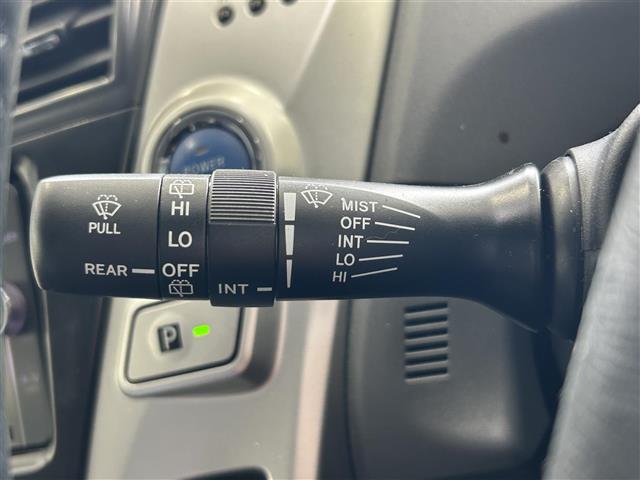 POWER
PULL
REAR
HI
LO
OFF
INT
MIST
OFF
INT
LO
HI
P